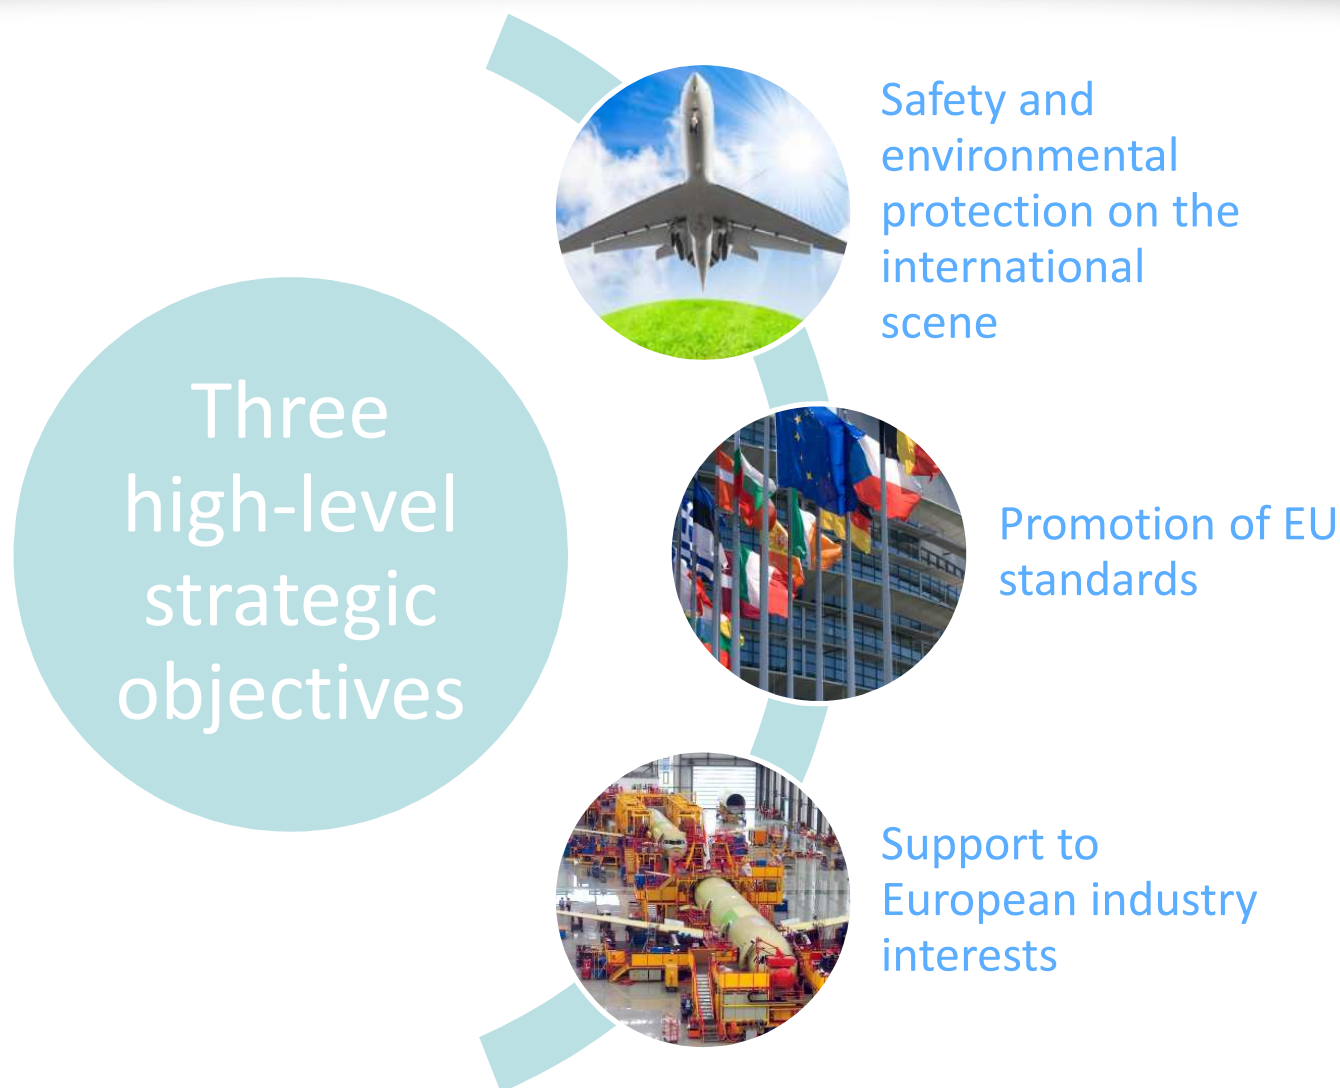 Three
high-level
strategic
objectives
Safety and
environmental
protection on the
international
scene
Promotion of EU
standards
Support to
European industry
interests